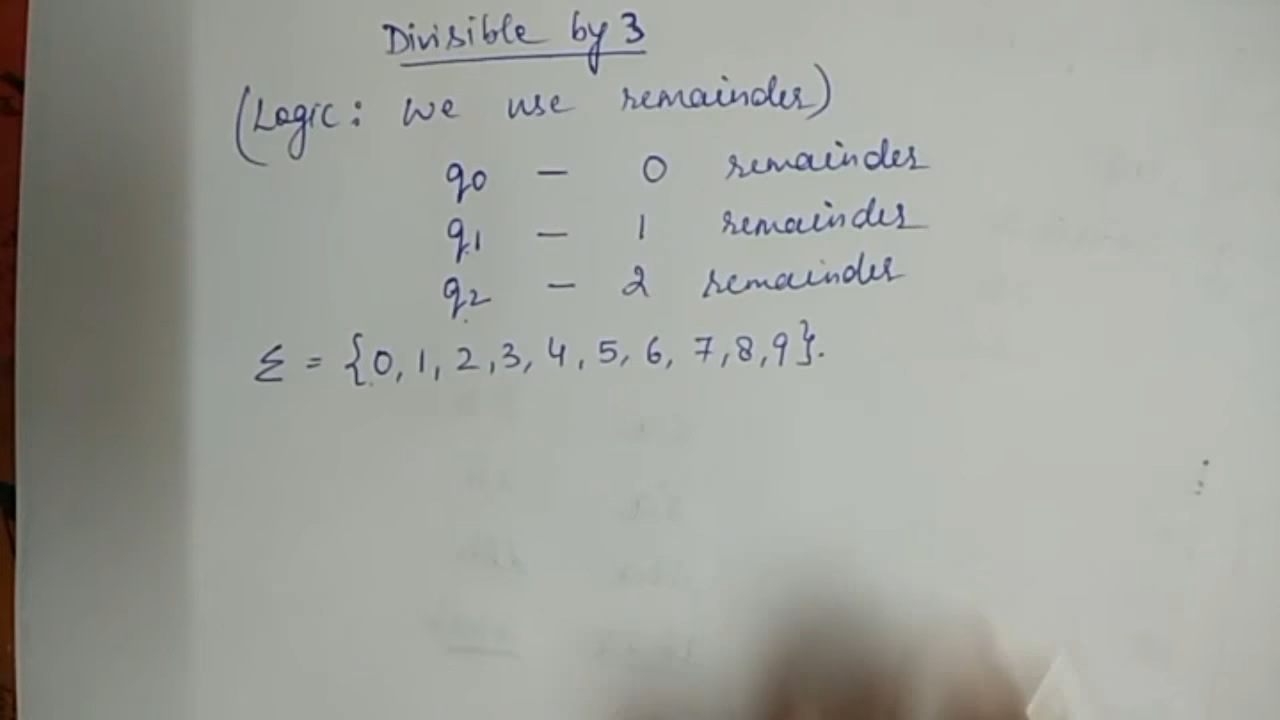 Divisible by 3
(Logic: we use remainder)
q0 - 0 remainder
q1 - 1 remainder
q2 - 2 remainder
Σ = {0, 1, 2, 3, 4, 5, 6, 7, 8, 9}.